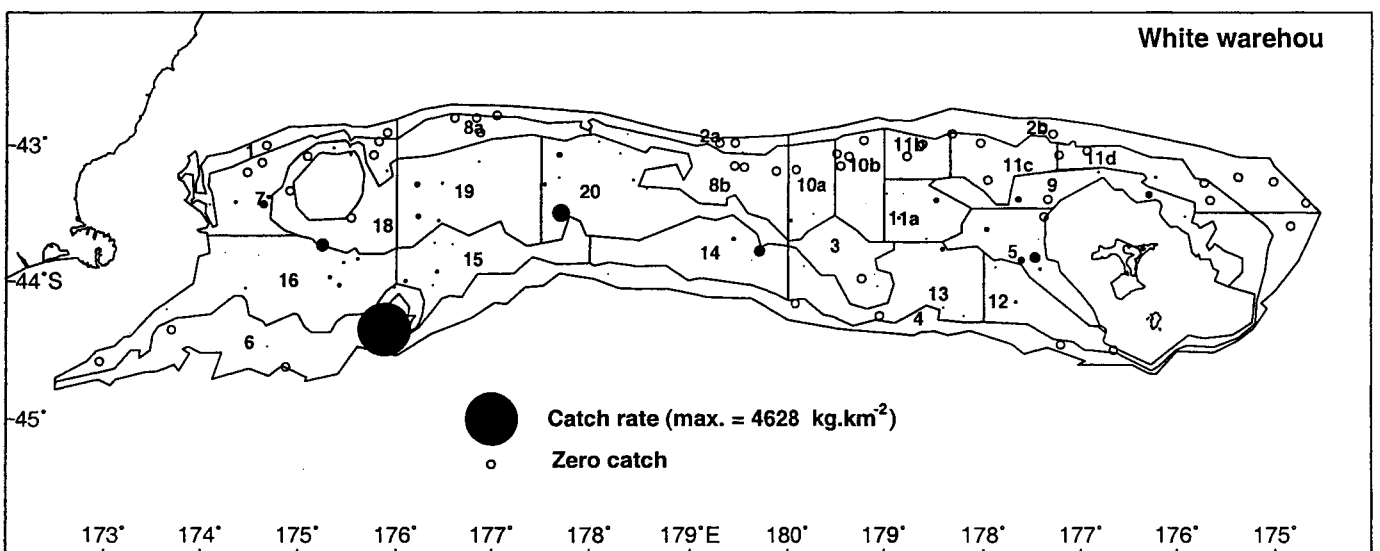 White warehou
-43°
8a
2a
2b
11b
10b
11c
11d
7
18
19
20
8b
10a
9
11a
16
15
14
3
5
-44°S
13
12
6
4
Catch rate (max. = 4628 kg.km-2)
-45°
Zero catch
173° 174° 175° 176° 177° 178° 179°E 180° 179° 178° 177° 176° 175°